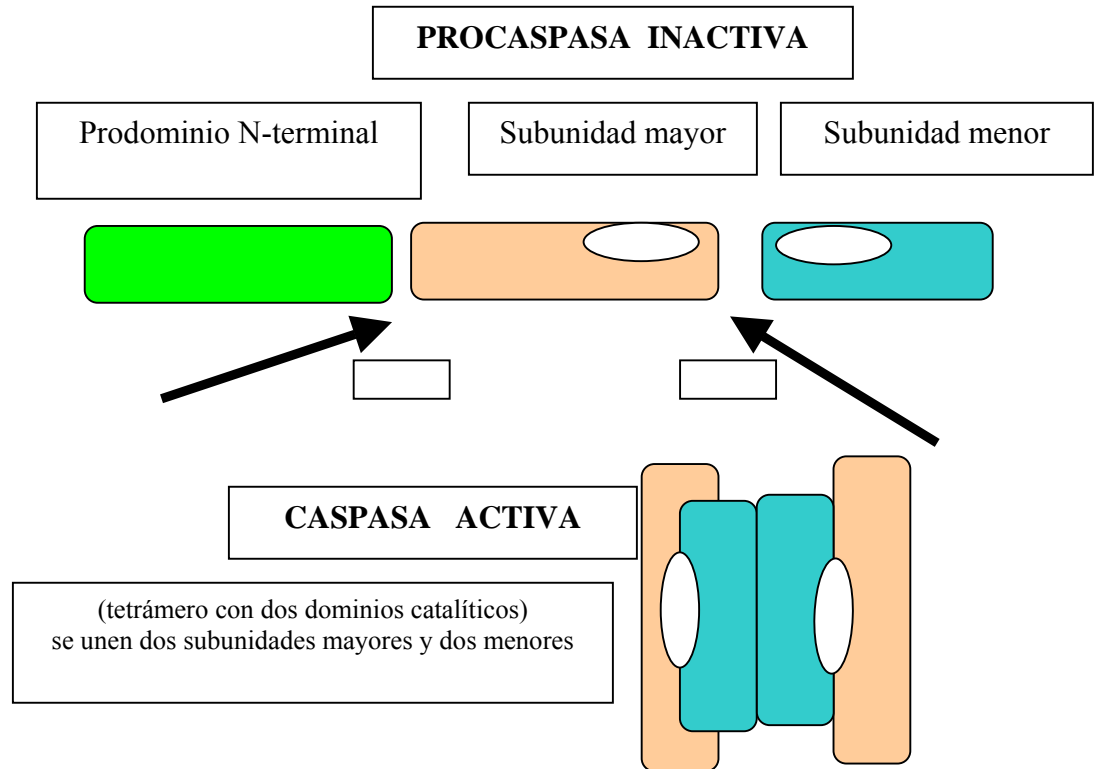 PROCASPASA INACTIVA
Prodominio N-terminal
Subunidad mayor
Subunidad menor
CASPASA ACTIVA
(tetrámero con dos dominios catalíticos)
se unen dos subunidades mayores y dos menores